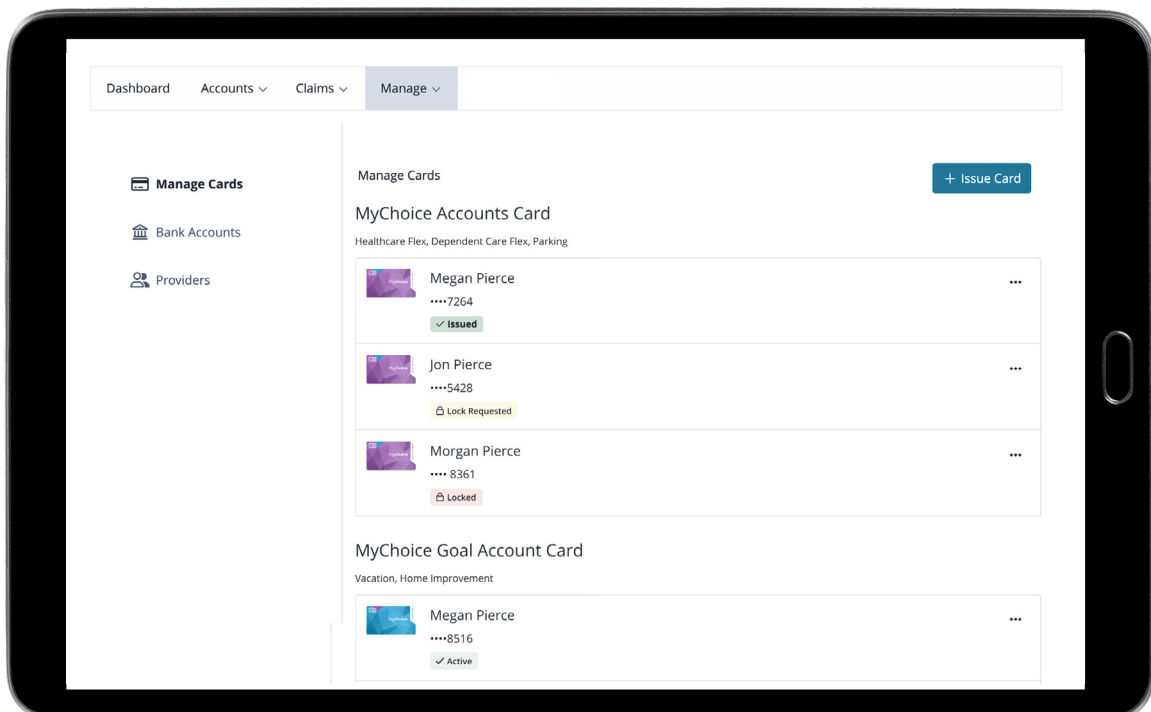 Dashboard Accounts Claims Manage
Manage Cards
Bank Accounts
Providers
Manage Cards
+ Issue Card
MyChoice Accounts Card
Healthcare Flex, Dependent Care Flex, Parking
Megan Pierce
••••7264
Issued
•••
Jon Pierce
••••5428
Lock Requested
•••
Morgan Pierce
•••• 8361
Locked
•••
MyChoice Goal Account Card
Vacation, Home Improvement
Megan Pierce
••••8516
Active
•••